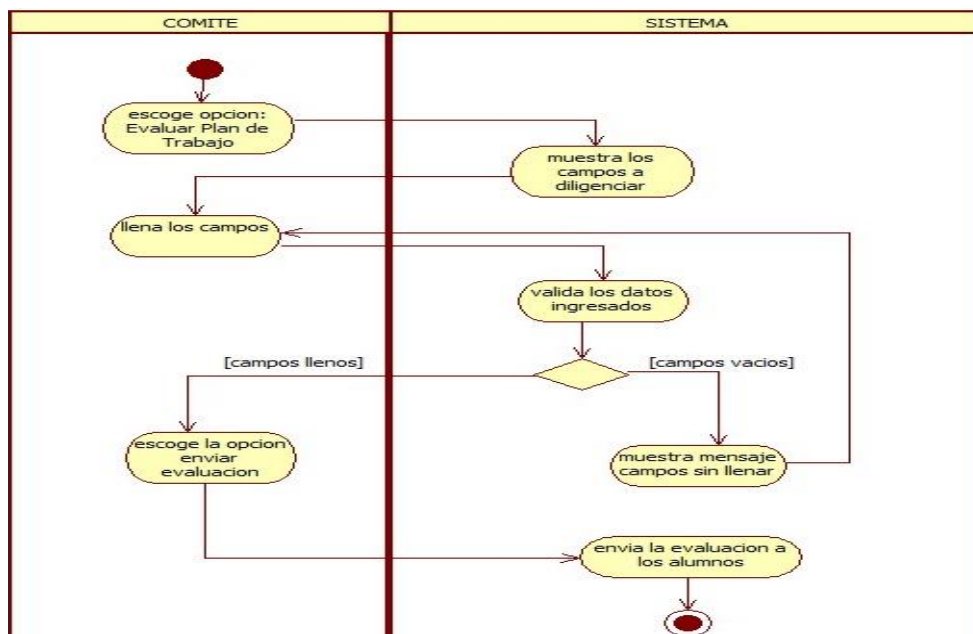 COMITE
SISTEMA
escoge opcion:
Evaluar Plan de
Trabajo
muestra los
campos a
diligenciar
llena los campos
valida los datos
ingresados
[campos llenos]
[campos vacios]
escoge la opcion
enviar
evaluacion
muestra mensaje
campos sin llenar
envia la evaluacion a
los alumnos